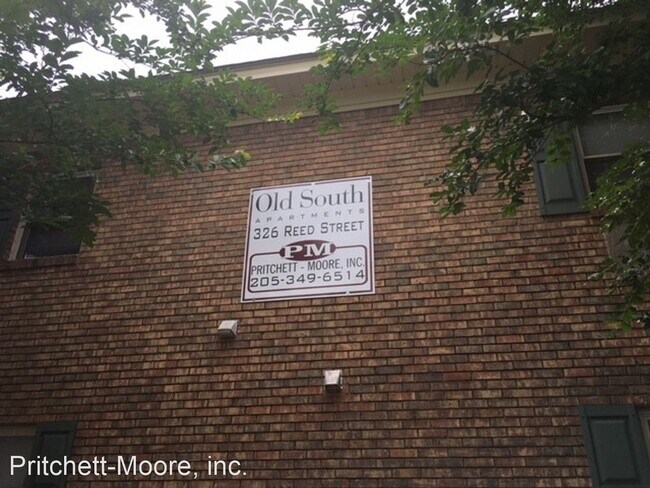 Old South
APARTMENTS
326 REED STREET
PM
PRITCHETT - MOORE, INC.
205-349-6514
Pritchett-Moore, inc.